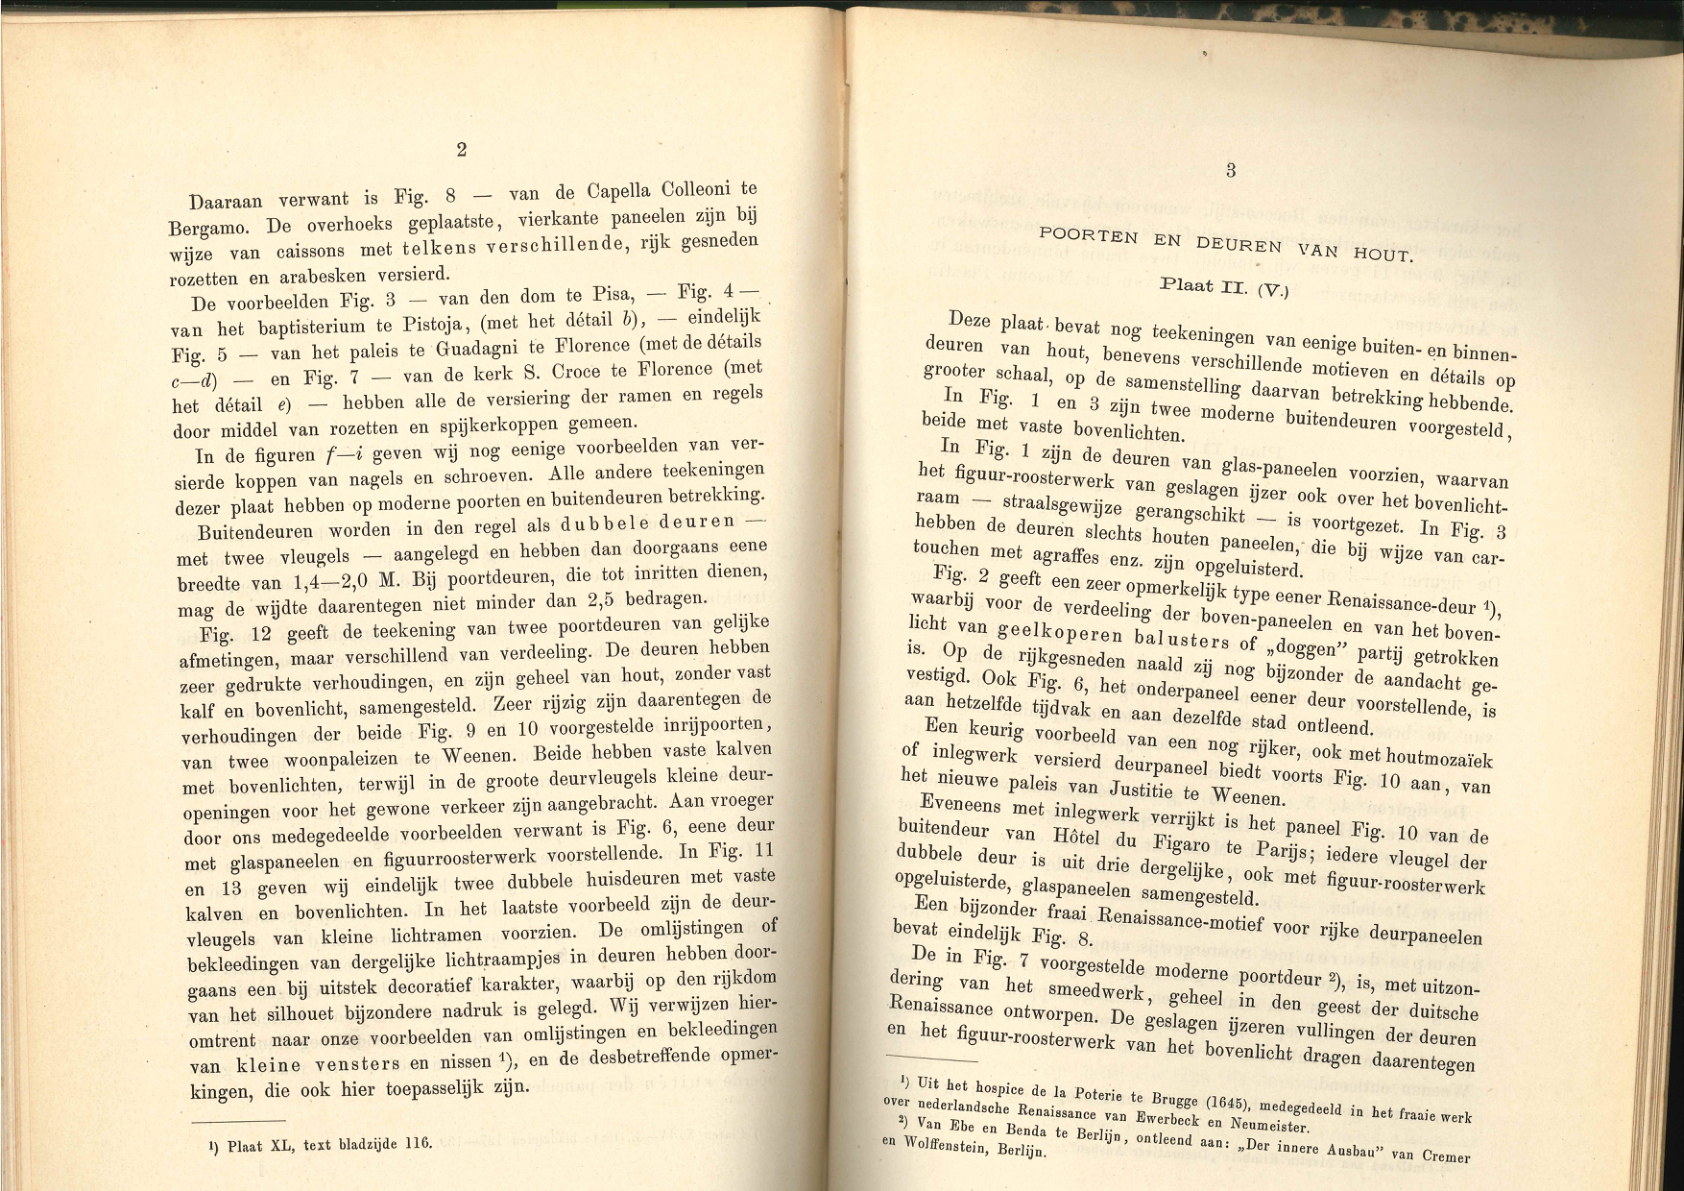 2
Daaraan verwant is Fig. 8 — van de Capella Colleoni te
Bergamo. De overhoeks geplaatste, vierkante paneelen zijn bij
wijze van caissons met telkens verschillende, rijk gesneden
rozetten en arabesken versierd.
De voorbeelden Fig. 3 — van den dom te Pisa, — Fig. 4 —
van het baptisterium te Pistoja, (met het détail b), — eindelijk
Fig. 5 — van het paleis te Guadagni te Florence (met de détails
c—d) — en Fig. 7 — van de kerk S. Croce te Florence (met
het détail e) — hebben alle de versiering der ramen en regels
door middel van rozetten en spijkerkoppen gemeen.
In de figuren f—i geven wij nog eenige voorbeelden van ver-
sierde koppen van nagels en schroeven. Alle andere teekeningen
dezer plaat hebben op moderne poorten en buitendeuren betrekking.
Buitendeuren worden in den regel als dubbele deuren —
met twee vleugels — aangelegd en hebben dan doorgaans eene
breedte van 1,4—2,0 M. Bij poortdeuren, die tot inritten dienen,
mag de wijdte daarentegen niet minder dan 2,5 bedragen.
Fig. 12 geeft de teekening van twee poortdeuren van gelijke
afmetingen, maar verschillend van verdeeling. De deuren hebben
zeer gedrukte verhoudingen, en zijn geheel van hout, zonder vast
kalf en bovenlicht, samengesteld. Zeer rijzig zijn daarentegen de
verhoudingen der beide Fig. 9 en 10 voorgestelde inrijpoorten,
van twee woonpaleizen te Weenen. Beide hebben vaste kalven
met bovenlichten, terwijl in de groote deurvleugels kleine deur-
openingen voor het gewone verkeer zijn aangebracht. Aan vroeger
door ons medegedeelde voorbeelden verwant is Fig. 6, eene deur
met glaspaneelen en figuurroosterwerk voorstellende. In Fig. 11
en 13 geven wij eindelijk twee dubbele huisdeuren met vaste
kalven en bovenlichten. In het laatste voorbeeld zijn de deur-
vleugels van kleine lichtramen voorzien. De omlijstingen of
bekleedingen van dergelijke lichtraampjes in deuren hebben door-
gaans een bij uitstek decoratief karakter, waarbij op den rijkdom
van het silhouet bijzondere nadruk is gelegd. Wij verwijzen hier-
omtrent naar onze voorbeelden van omlijstingen en bekleedingen
van kleine vensters en nissen ¹), en de desbetreffende opmer-
kingen, die ook hier toepasselijk zijn.
¹) Plaat XL, text bladzijde 116.
3
POORTEN EN DEUREN VAN HOUT.
Plaat II. (V.)
Deze plaat bevat nog teekeningen van eenige buiten- en binnen-
deuren van hout, benevens verschillende motieven en détails op
grooter schaal, op de samenstelling daarvan betrekking hebbende.
In Fig. 1 en 3 zijn twee moderne buitendeuren voorgesteld,
beide met vaste bovenlichten.
In Fig. 1 zijn de deuren van glas-paneelen voorzien, waarvan
het figuur-roosterwerk van geslagen ijzer ook over het bovenlicht-
raam — straalsgewijze gerangschikt — is voortgezet. In Fig. 3
hebben de deuren slechts houten paneelen, die bij wijze van car-
touchen met agraffes enz. zijn opgeluisterd.
Fig. 2 geeft een zeer opmerkelijk type eener Renaissance-deur ¹),
waarbij voor de verdeeling der boven-paneelen en van het boven-
licht van geelkoperen balusters of „doggen” partij getrokken
is. Op de rijkgesneden naald zij nog bijzonder de aandacht ge-
vestigd. Ook Fig. 6, het onderpaneel eener deur voorstellende, is
aan hetzelfde tijdvak en aan dezelfde stad ontleend.
Een keurig voorbeeld van een nog rijker, ook met houtmozaïek
of inlegwerk versierd deurpaneel biedt voorts Fig. 10 aan, van
het nieuwe paleis van Justitie te Weenen.
Eveneens met inlegwerk verrijkt is het paneel Fig. 10 van de
buitendeur van Hôtel du Figaro te Parijs; iedere vleugel der
dubbele deur is uit drie dergelijke, ook met figuur-roosterwerk
opgeluisterde, glaspaneelen samengesteld.
Een bijzonder fraai Renaissance-motief voor rijke deurpaneelen
bevat eindelijk Fig. 8.
De in Fig. 7 voorgestelde moderne poortdeur ²), is, met uitzon-
dering van het smeedwerk, geheel in den geest der duitsche
Renaissance ontworpen. De geslagen ijzeren vullingen der deuren
en het figuur-roosterwerk van het bovenlicht dragen daarentegen
¹) Uit het hospice de la Poterie te Brugge (1645), medegedeeld in het fraaie werk
over nederlandsche Renaissance van Ewerbeck en Neumeister.
²) Van Ebe en Benda te Berlijn, ontleend aan: „Der innere Ausbau” van Cremer
en Wolffenstein, Berlijn.